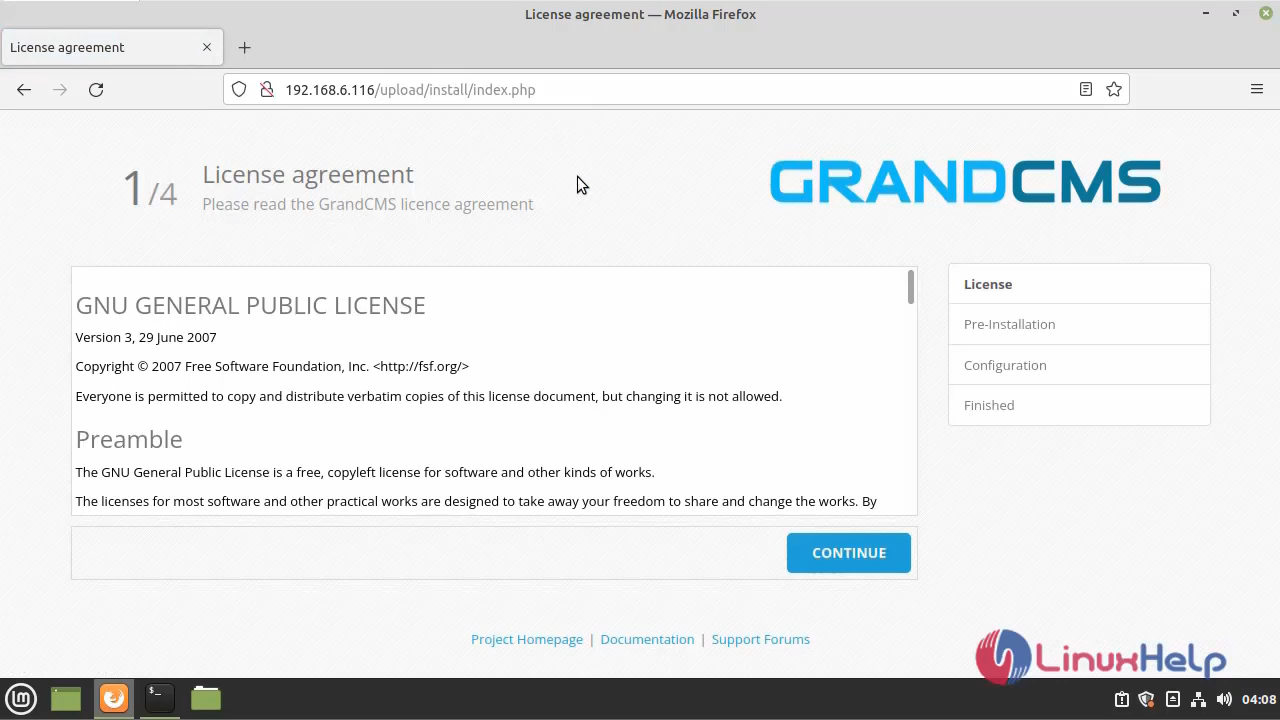 License agreement — Mozilla Firefox
License agreement
192.168.6.116/upload/install/index.php
1/4
License agreement
Please read the GrandCMS licence agreement
GRANDCMS
GNU GENERAL PUBLIC LICENSE
Version 3, 29 June 2007
Copyright © 2007 Free Software Foundation, Inc. <http://fsf.org/>
Everyone is permitted to copy and distribute verbatim copies of this license document, but changing it is not allowed.
Preamble
The GNU General Public License is a free, copyleft license for software and other kinds of works.
The licenses for most software and other practical works are designed to take away your freedom to share and change the works. By
License
Pre-Installation
Configuration
Finished
CONTINUE
Project Homepage | Documentation | Support Forums
LinuxHelp
04:08